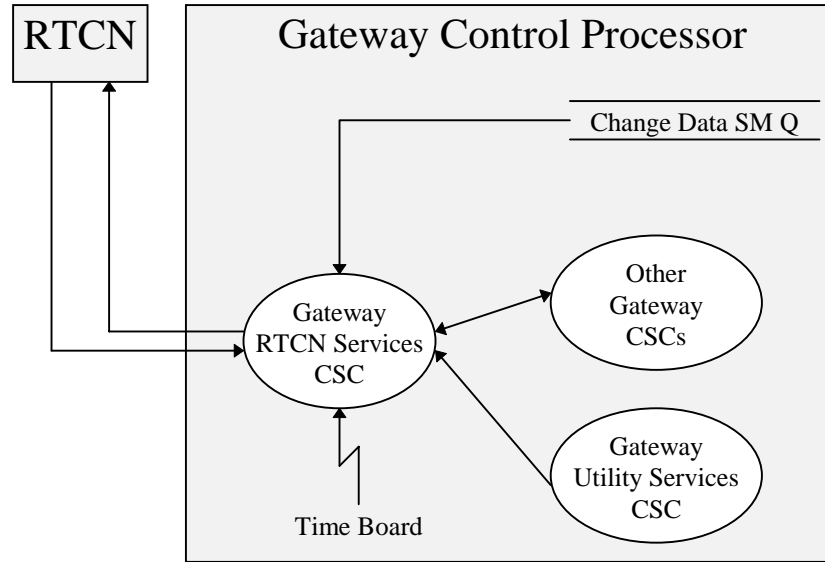 RTCN
Gateway Control Processor
Change Data SM Q
Other
Gateway
CSCs
Gateway
RTCN Services
CSC
Gateway
Utility Services
CSC
Time Board